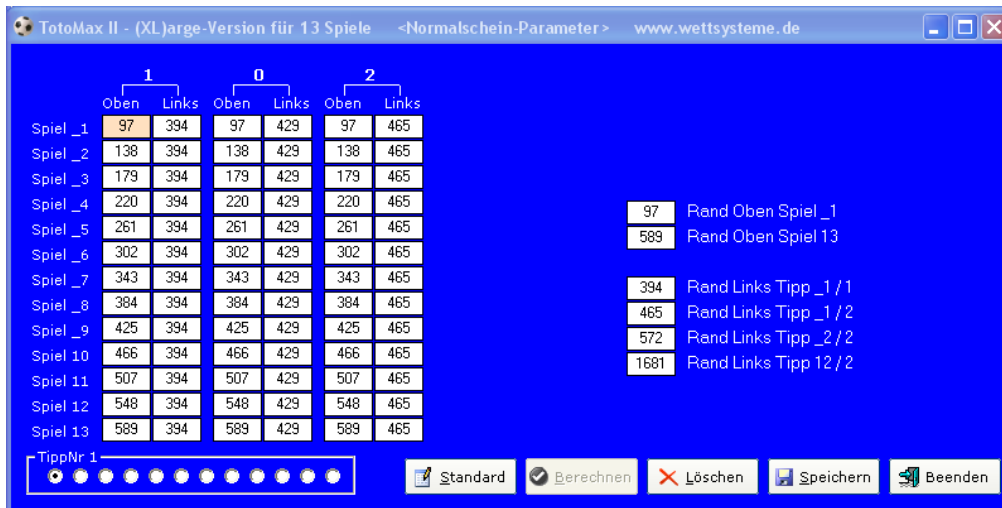 TotoMax II - (XL)arge-Version für 13 Spiele <Normalschein-Parameter> www.wettsysteme.de
1 0 2
Oben Links Oben Links Oben Links
Spiel _1 97 394 97 429 97 465
Spiel _2 138 394 138 429 138 465
Spiel _3 179 394 179 429 179 465
Spiel _4 220 394 220 429 220 465
Spiel _5 261 394 261 429 261 465
Spiel _6 302 394 302 429 302 465
Spiel _7 343 394 343 429 343 465
Spiel _8 384 394 384 429 384 465
Spiel _9 425 394 425 429 425 465
Spiel 10 466 394 466 429 466 465
Spiel 11 507 394 507 429 507 465
Spiel 12 548 394 548 429 548 465
Spiel 13 589 394 589 429 589 465
97 Rand Oben Spiel _1
589 Rand Oben Spiel 13
394 Rand Links Tipp _1 / 1
465 Rand Links Tipp _1 / 2
572 Rand Links Tipp _2 / 2
1681 Rand Links Tipp 12 / 2
TippNr 1
Standard Berechnen Löschen Speichern Beenden